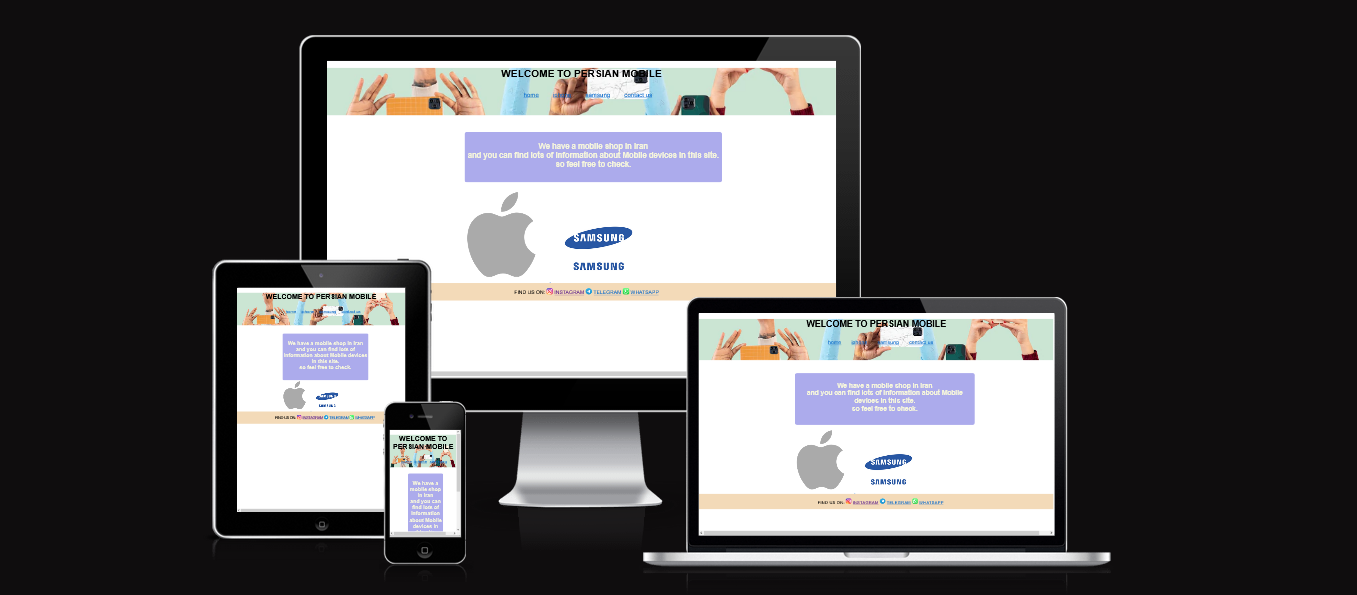 WELCOME TO PERSIAN MOBILE
home
samsung
contact us
We have a mobile shop in Iran
and you can find lots of information about Mobile devices in this site.
so feel free to check.
SAMSUNG
SAMSUNG
FIND US ON: INSTAGRAM TELEGRAM WHATSAPP
WELCOME TO PERSIAN MOBILE
home
contact us
We have a mobile shop in Iran
and you can find lots of
information about Mobile devices
in this site.
so feel free to check.
SAMSUNG
SAMSUNG
FIND US ON: INSTAGRAM TELEGRAM WHATSAPP
WELCOME TO
PERSIAN MOBILE
We have a
mobile shop
in Iran
and you can
find lots of
information
about Mobile
devices in
WELCOME TO PERSIAN MOBILE
home
samsung
contact us
We have a mobile shop in Iran
and you can find lots of information about Mobile
devices in this site.
so feel free to check.
SAMSUNG
SAMSUNG
FIND US ON: INSTAGRAM TELEGRAM WHATSAPP